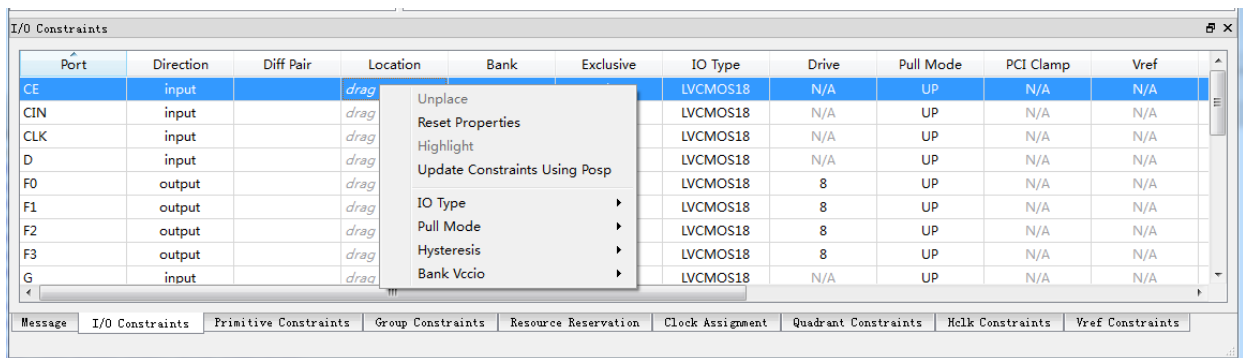 I/O Constraints
Port Direction Diff Pair Location Bank Exclusive IO Type Drive Pull Mode PCI Clamp Vref
CE input drag LVCMOS18 N/A UP N/A N/A
CIN input drag LVCMOS18 N/A UP N/A N/A
CLK input drag LVCMOS18 N/A UP N/A N/A
D input drag LVCMOS18 N/A UP N/A N/A
F0 output drag LVCMOS18 8 UP N/A N/A
F1 output drag LVCMOS18 8 UP N/A N/A
F2 output drag LVCMOS18 8 UP N/A N/A
F3 output drag LVCMOS18 8 UP N/A N/A
G input drag LVCMOS18 N/A UP N/A N/A
Unplace
Reset Properties
Highlight
Update Constraints Using Posp
IO Type
Pull Mode
Hysteresis
Bank Vccio
Message I/O Constraints Primitive Constraints Group Constraints Resource Reservation Clock Assignment Quadrant Constraints Hclk Constraints Vref Constraints